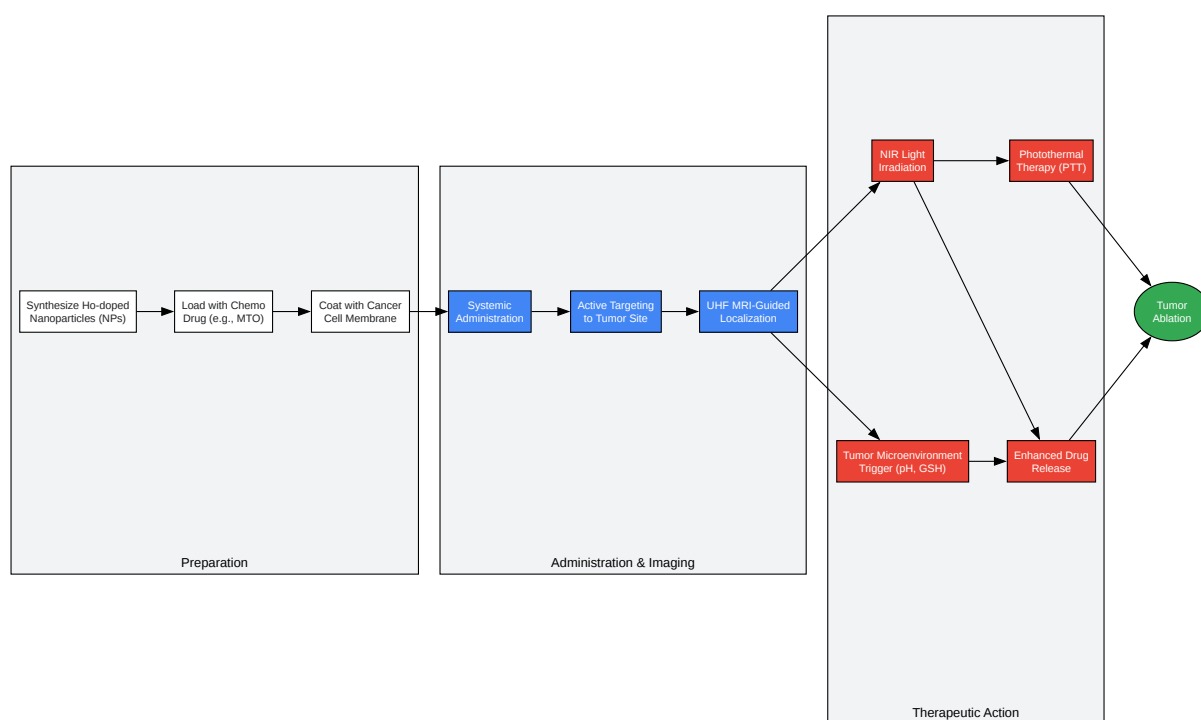 Synthesize Ho-doped
Nanoparticles (NPs)
Load with Chemo
Drug (e.g., MTO)
Coat with Cancer
Cell Membrane
Preparation
Systemic
Administration
Active Targeting
to Tumor Site
UHF MRI-Guided
Localization
Administration & Imaging
NIR Light
Irradiation
Photothermal
Therapy (PTT)
Tumor Microenvironment
Trigger (pH, GSH)
Enhanced Drug
Release
Therapeutic Action
Tumor
Ablation